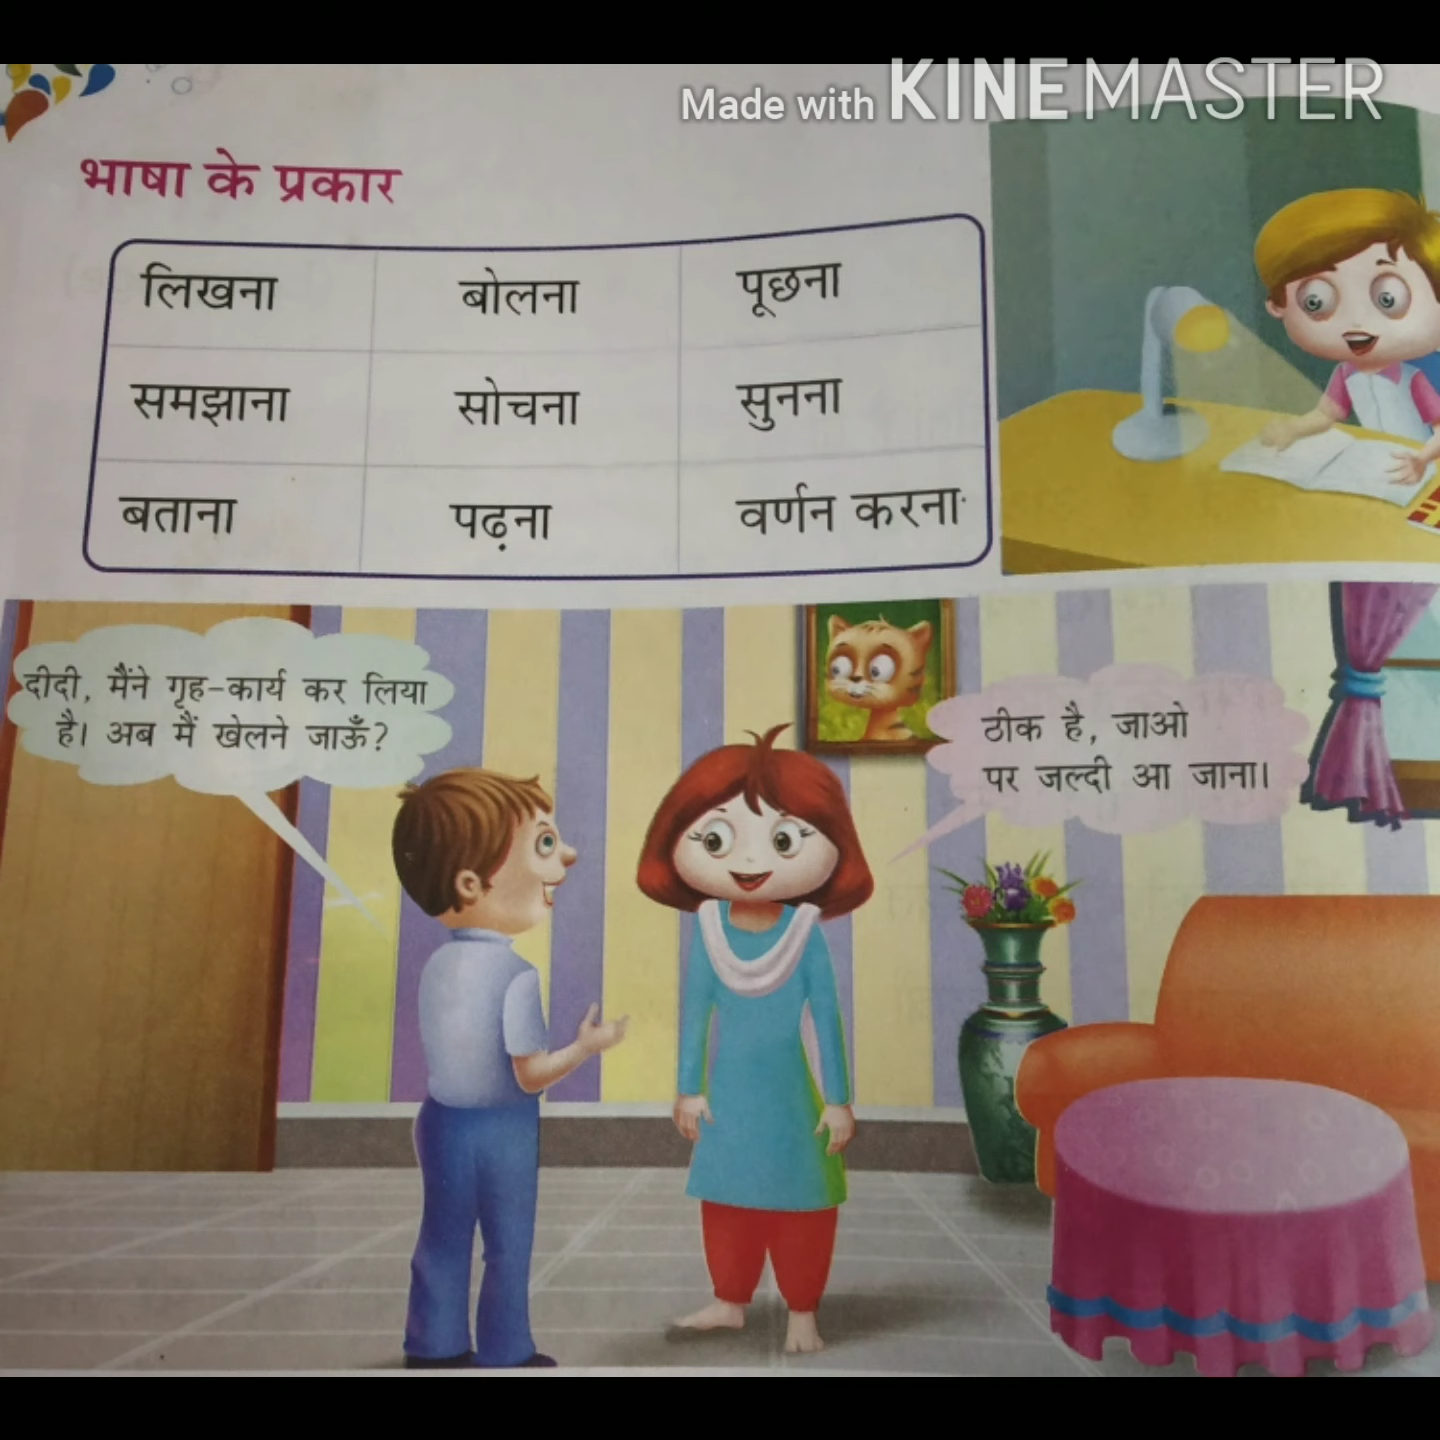 Made with KINEMASTER
भाषा के प्रकार
लिखना बोलना पूछना
समझाना सोचना सुनना
बताना पढ़ना वर्णन करना
दीदी, मैंने गृह-कार्य कर लिया
है। अब मैं खेलने जाऊँ?
ठीक है, जाओ
पर जल्दी आ जाना।